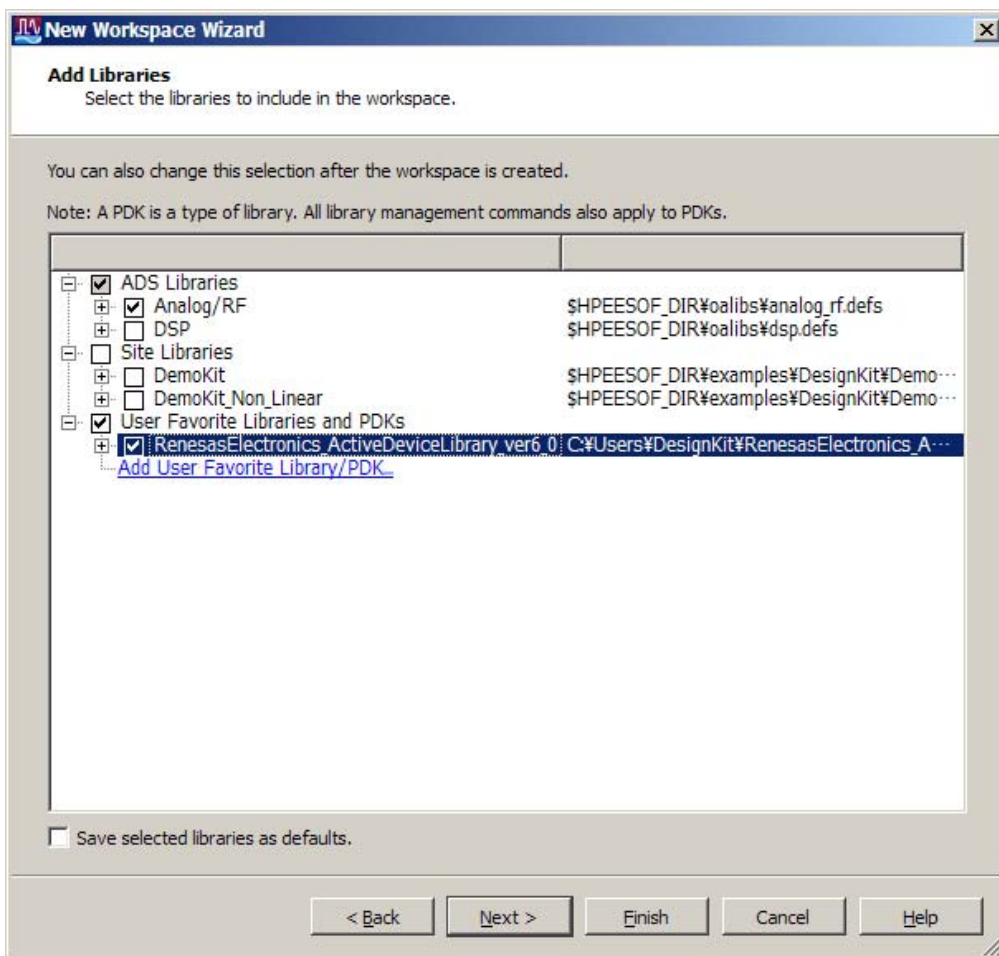 New Workspace Wizard
Add Libraries
Select the libraries to include in the workspace.
You can also change this selection after the workspace is created.
Note: A PDK is a type of library. All library management commands also apply to PDKs.
ADS Libraries
Analog/RF $HPEESOF_DIR¥oalibs¥analog_rf.defs
DSP $HPEESOF_DIR¥oalibs¥dsp.defs
Site Libraries
DemoKit $HPEESOF_DIR¥examples¥DesignKit¥Demo···
DemoKit_Non_Linear $HPEESOF_DIR¥examples¥DesignKit¥Demo···
User Favorite Libraries and PDKs
RenesasElectronics_ActiveDeviceLibrary_ver6_0 C:¥Users¥DesignKit¥RenesasElectronics_A···
Add User Favorite Library/PDK...
Save selected libraries as defaults.
< Back Next > Finish Cancel Help